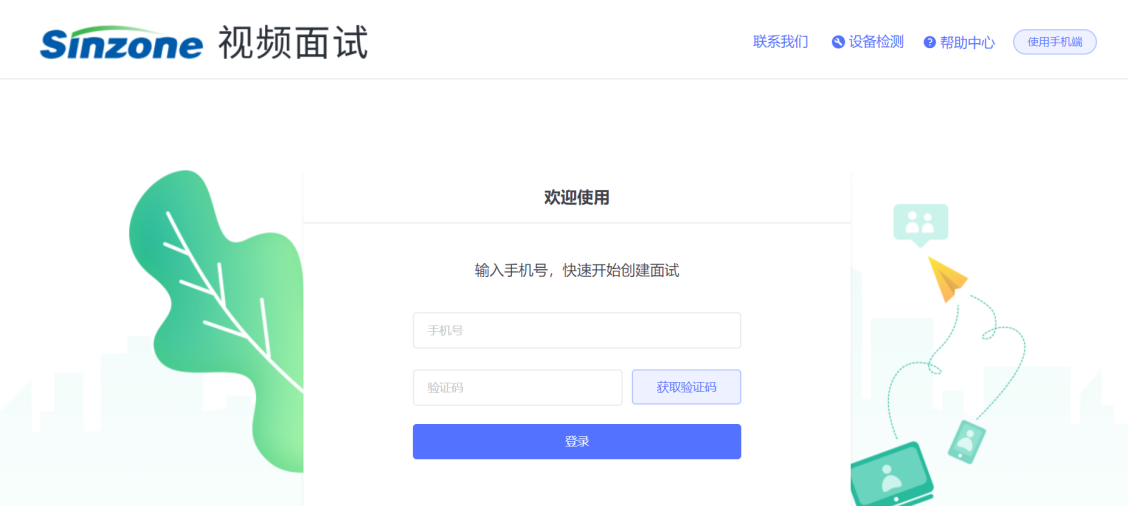 Sinzone 视频面试
联系我们 设备检测 帮助中心 使用手机端
欢迎使用
输入手机号，快速开始创建面试
手机号
验证码 获取验证码
登录